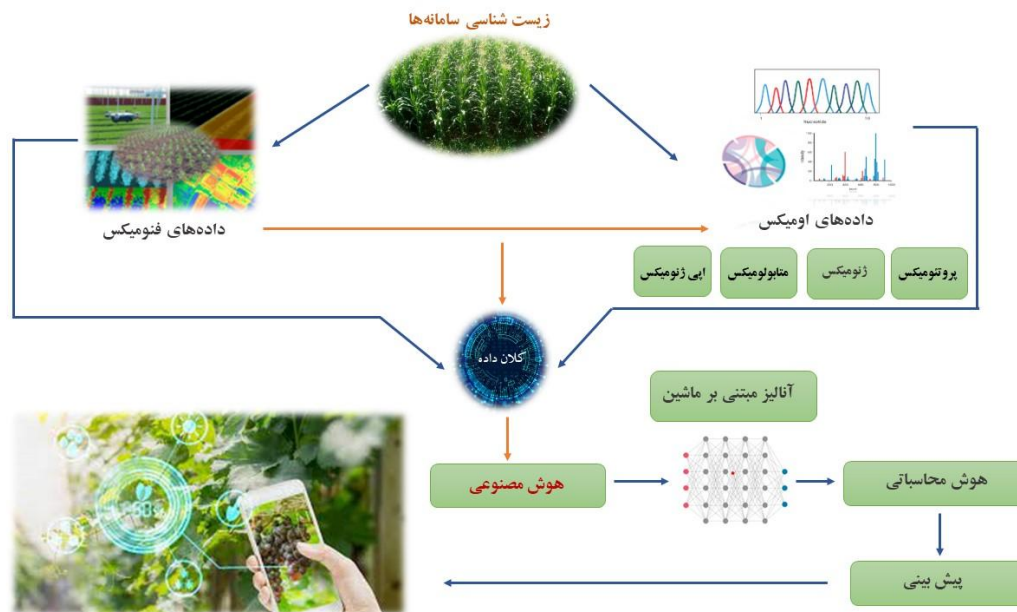 زیست شناسی سامانه‌ها
داده‌های اومیکس
داده‌های فنومیکس
پروتئومیکس
ژنومیکس
متابولومیکس
اپی ژنومیکس
کلان داده
آنالیز مبتنی بر ماشین
هوش مصنوعی
هوش محاسباتی
پیش بینی